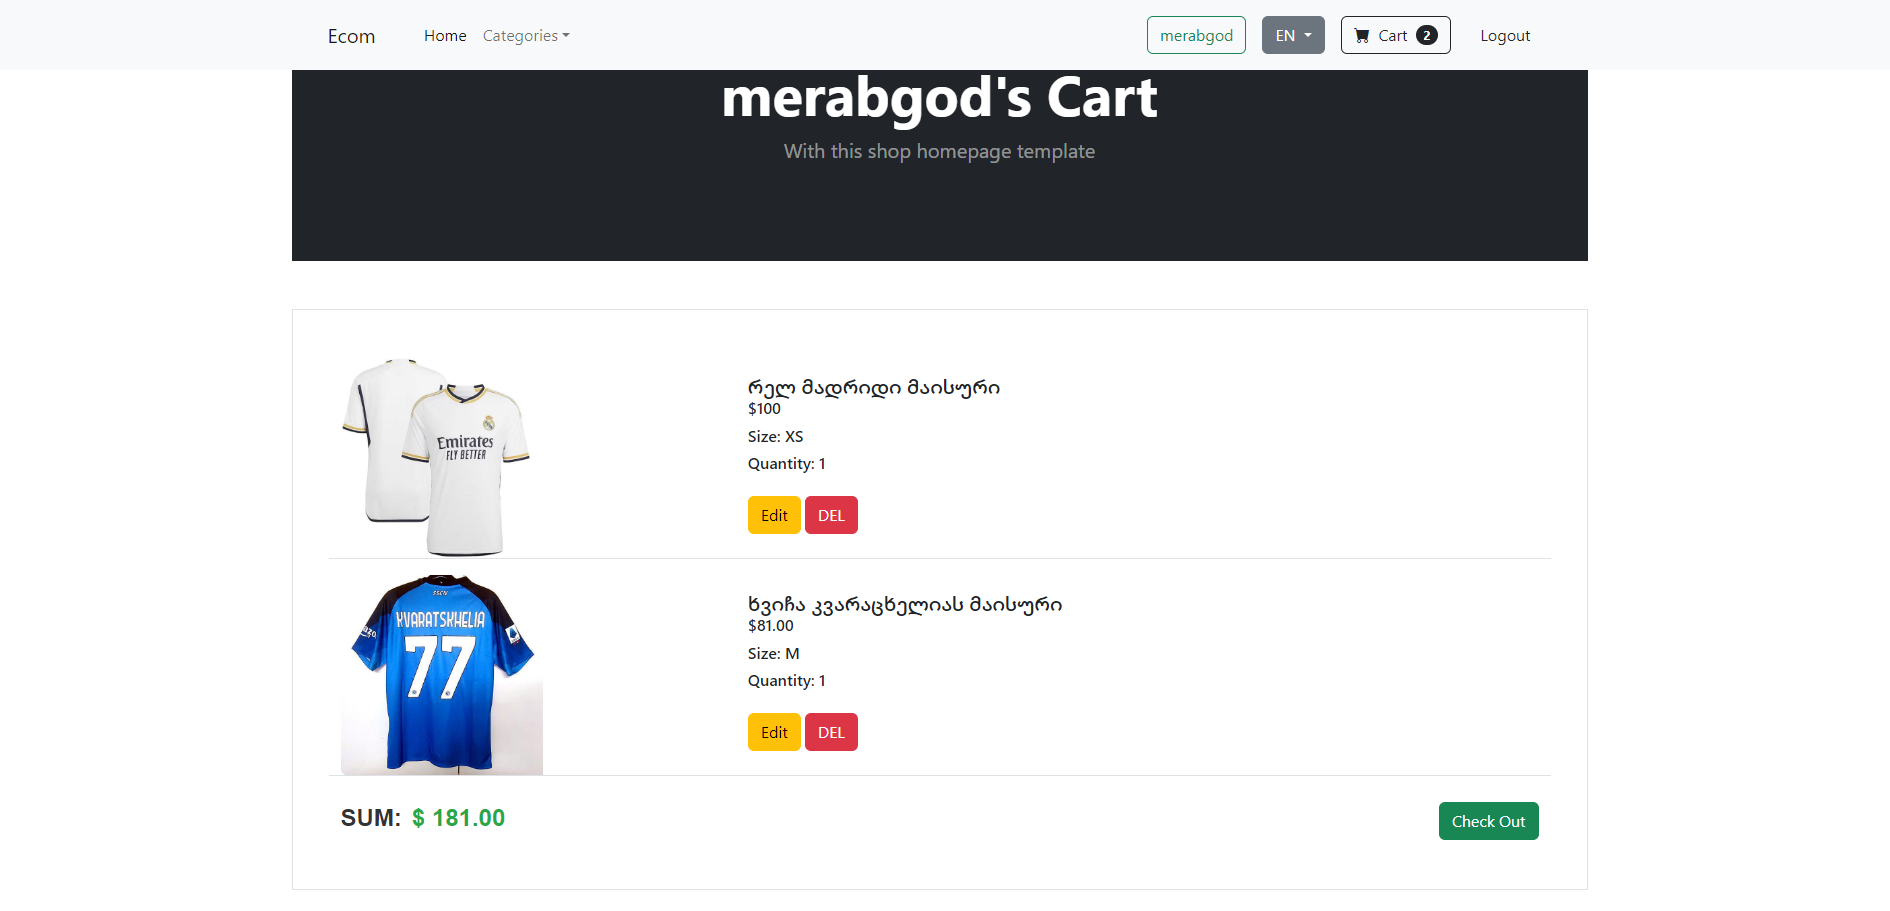 Ecom
Home
Categories
merabgod
EN
Cart
2
Logout
merabgod's Cart
With this shop homepage template
Emirates
FLY BETTER
რელ მადრიდი მაისური
$100
Size: XS
Quantity: 1
Edit
DEL
SSCN
KVARATSKHELIA
77
ხვიჩა კვარაცხელიას მაისური
$81.00
Size: M
Quantity: 1
Edit
DEL
SUM: $ 181.00
Check Out